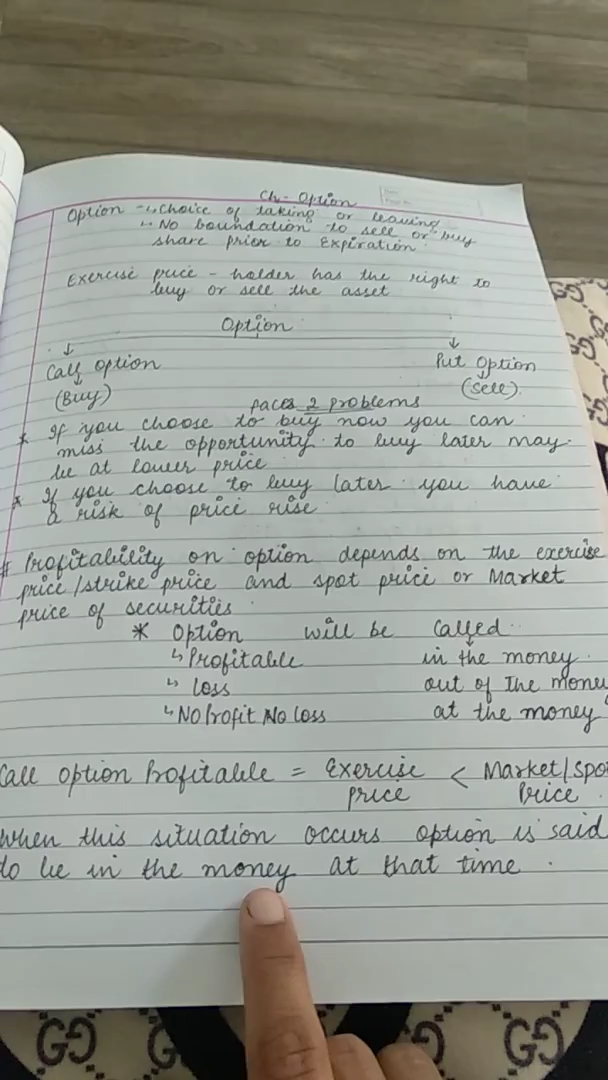 Ch- Option
Option - ↳ Choice of taking or leaving
↳ No boundation to sell or buy
share prior to Expiration.
Exercise price - holder has the right to
buy or sell the asset
Option
↓ ↓
Call option Put Option
(Buy) (Sell).
faces 2 problems
* If you choose to buy now you can
miss the opportunity to buy later may
be at lower price
* If you choose to buy later you have
a risk of price rise
# Profitability on option depends on the exercise
price/strike price and spot price or Market
price of securities.
* Option will be called
↳ Profitable in the money
↳ loss out of The money
↳ No Profit No loss at the money
Call option Profitable = Exercise < Market/Spot
price Price.
when this situation occurs option is said
to be in the money at that time.
GG
GG
GG